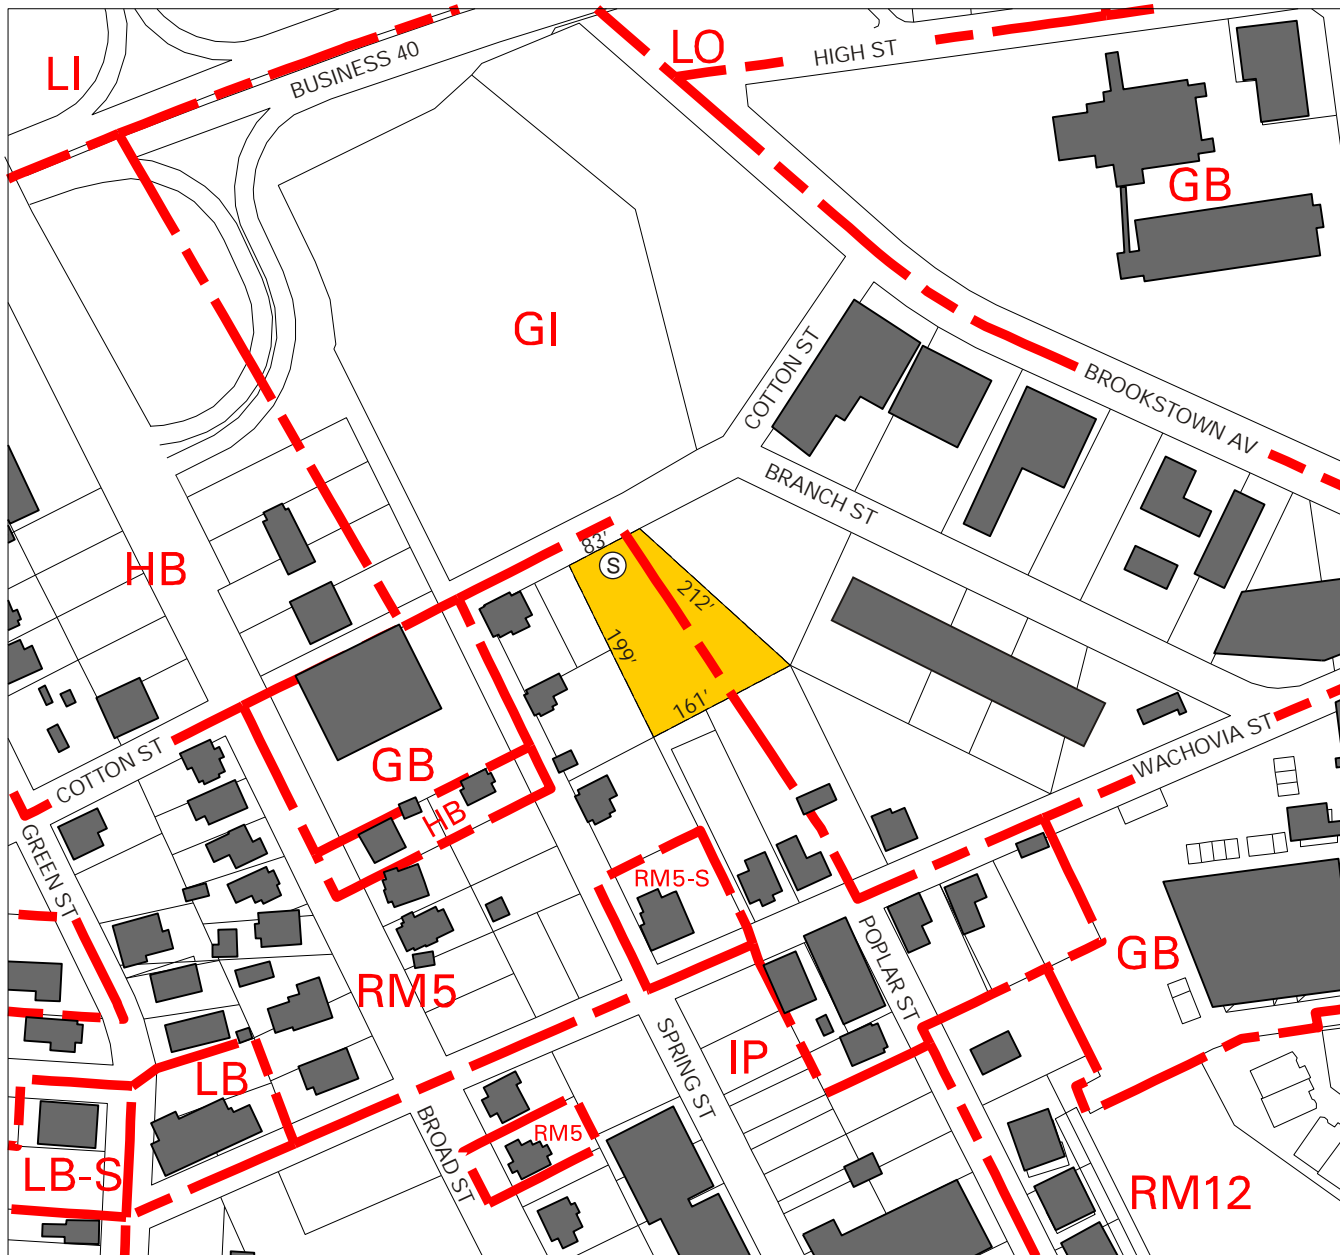 LI
BUSINESS 40
LO
HIGH ST
GB
GI
COTTON ST
BROOKSTOWN AV
BRANCH ST
HB
83'
S
212'
199'
161'
COTTON ST
GB
HB
WACHOVIA ST
GREEN ST
RM5-S
POPLAR ST
GB
RM5
SPRING ST
IP
LB
BROAD ST
RM5
LB-S
RM12